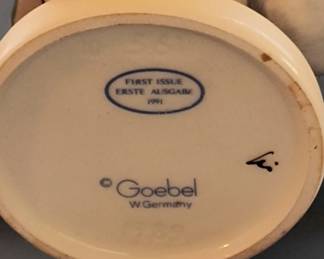 FIRST ISSUE
ERSTE AUSGABE
1991
© Goebel
W.Germany